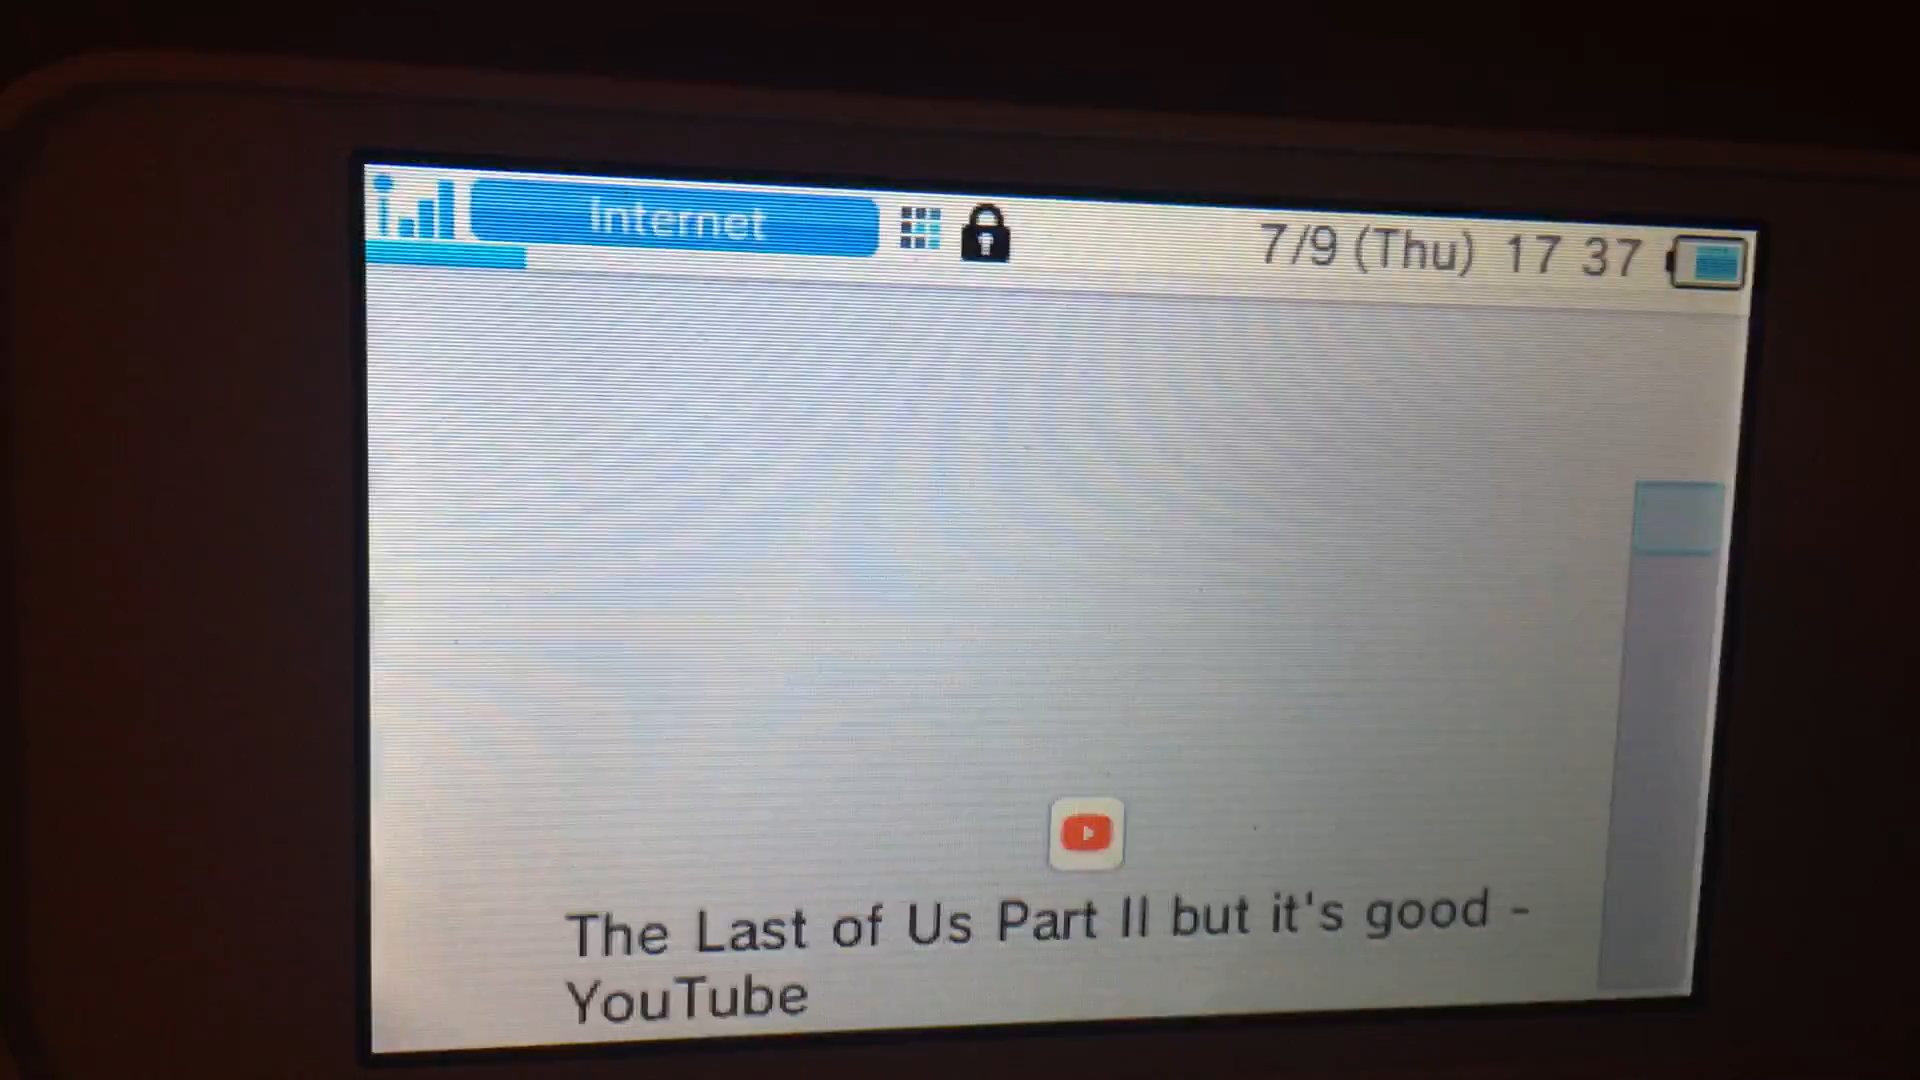 Internet 7/9 (Thu) 17 37
The Last of Us Part II but it's good -
YouTube